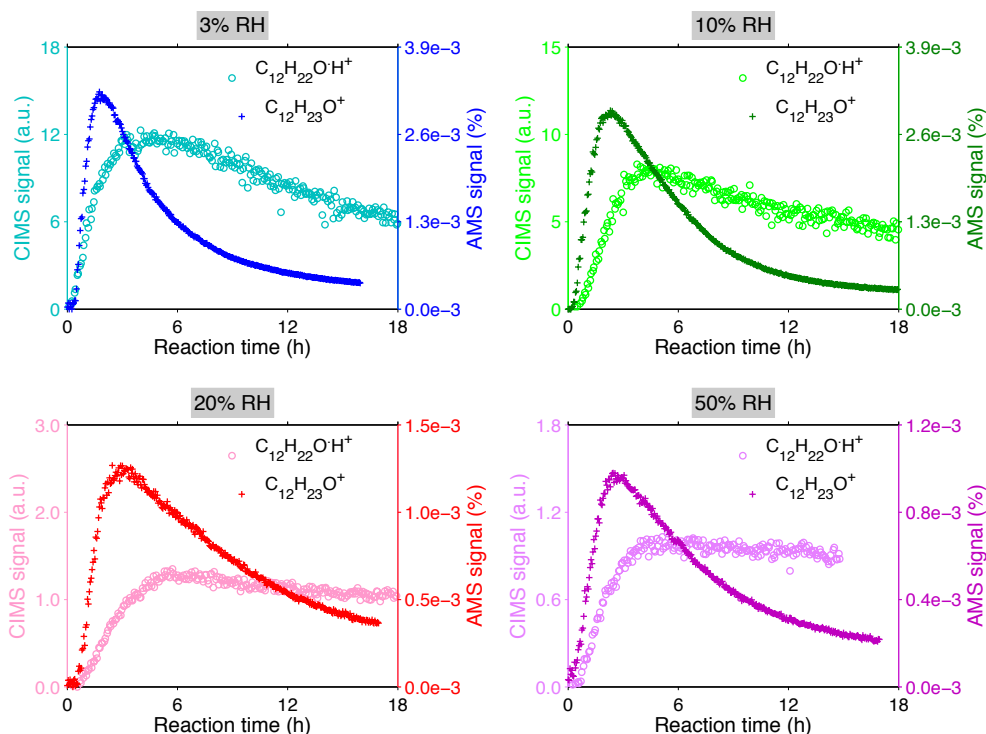 3% RH
18
12
6
0
CIMS signal (a.u.)
C₁₂H₂₂O·H⁺
C₁₂H₂₃O⁺
3.9e−3
2.6e−3
1.3e−3
0.0e−3
AMS signal (%)
0 6 12 18
Reaction time (h)
10% RH
15
10
5
0
CIMS signal (a.u.)
C₁₂H₂₂O·H⁺
C₁₂H₂₃O⁺
3.9e−3
2.6e−3
1.3e−3
0.0e−3
AMS signal (%)
0 6 12 18
Reaction time (h)
20% RH
3.0
2.0
1.0
0.0
CIMS signal (a.u.)
C₁₂H₂₂O·H⁺
C₁₂H₂₃O⁺
1.5e−3
1.0e−3
0.5e−3
0.0e−3
AMS signal (%)
0 6 12 18
Reaction time (h)
50% RH
1.8
1.2
0.6
0.0
CIMS signal (a.u.)
C₁₂H₂₂O·H⁺
C₁₂H₂₃O⁺
1.2e−3
0.8e−3
0.4e−3
0.0e−3
AMS signal (%)
0 6 12 18
Reaction time (h)